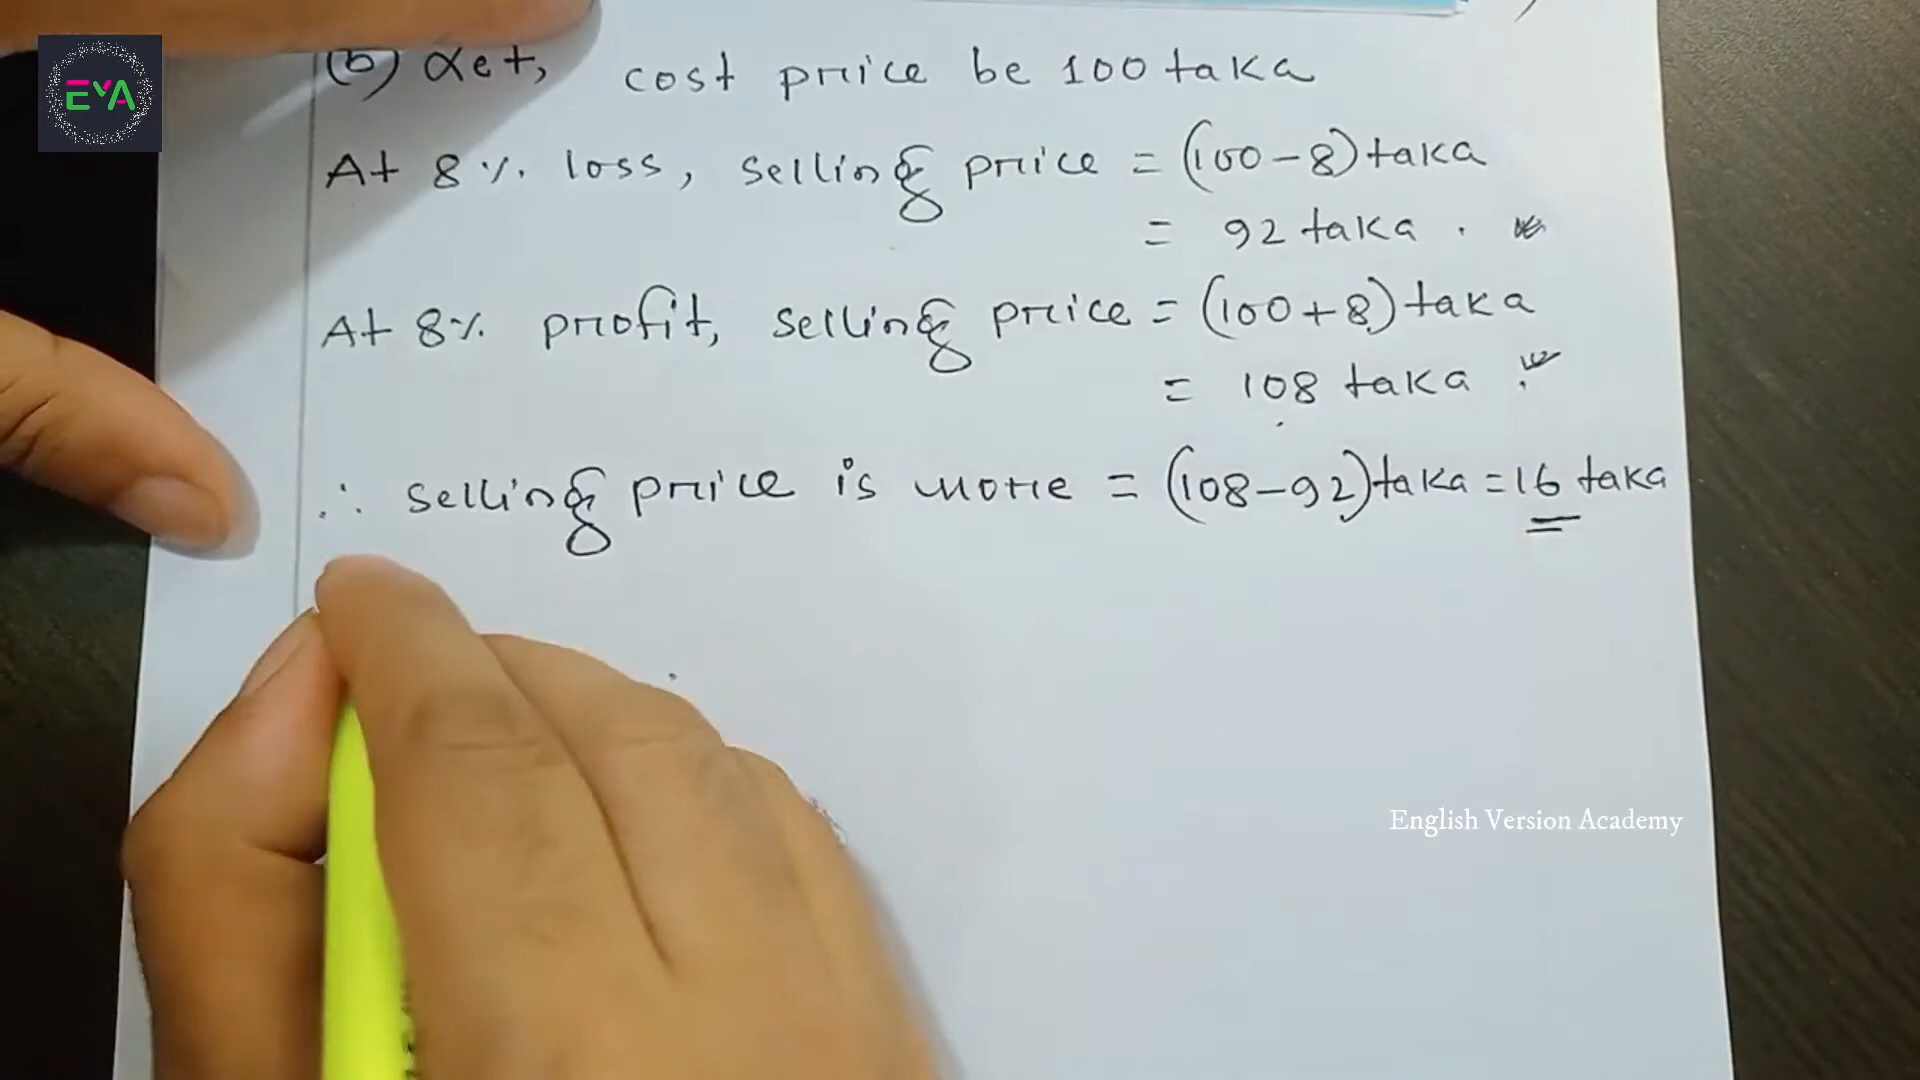 EYA
(b) Let, cost price be 100 taka
At 8% loss, selling price = (100-8) taka
= 92 taka.
At 8% profit, selling price = (100+8) taka
= 108 taka.
∴ selling price is more = (108-92) taka = 16 taka
English Version Academy